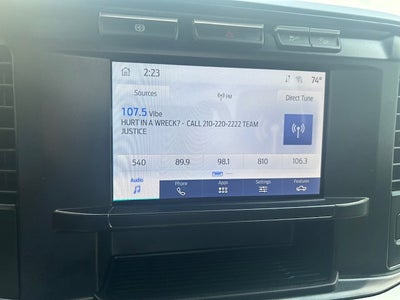 2:23
74°
Sources
FM
Direct Tune
107.5 Vibe
HURT IN A WRECK? - CALL 210-220-2222 TEAM
JUSTICE
540 89.9 98.1 810 106.3
Audio Phone Apps Settings Features